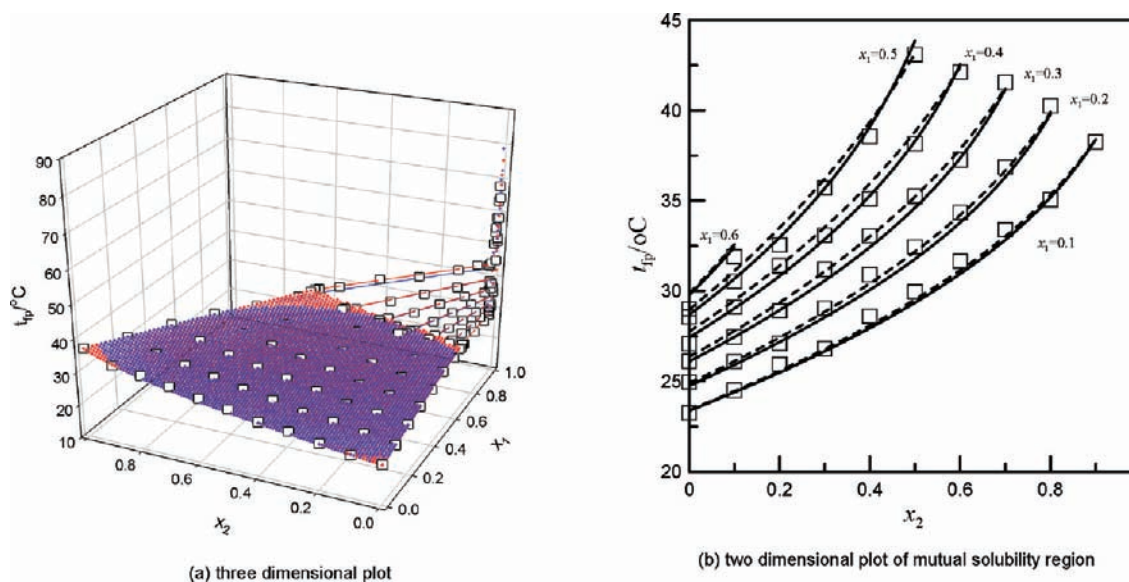 90
80
70
60
50
40
30
20
10
t_fp/°C
0.8
0.6
0.4
0.2
0.0
x_2
1.0
0.8
0.6
0.4
0.2
0.0
x_1
(a) three dimensional plot
45
40
35
30
25
20
t_fp/oC
x_1=0.5
x_1=0.4
x_1=0.3
x_1=0.2
x_1=0.6
x_1=0.1
0 0.2 0.4 0.6 0.8
x_2
(b) two dimensional plot of mutual solubility region